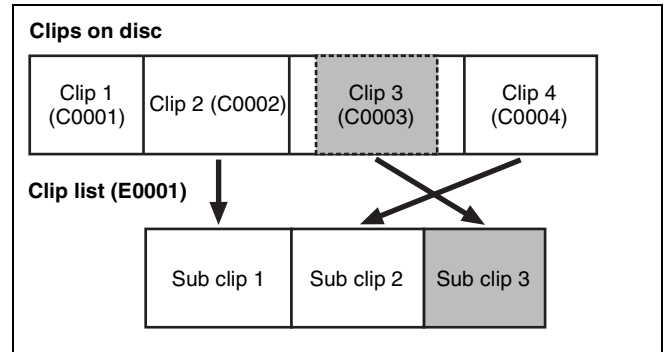 Clips on disc
Clip 1
(C0001)
Clip 2 (C0002)
Clip 3
(C0003)
Clip 4
(C0004)
Clip list (E0001)
Sub clip 1
Sub clip 2
Sub clip 3